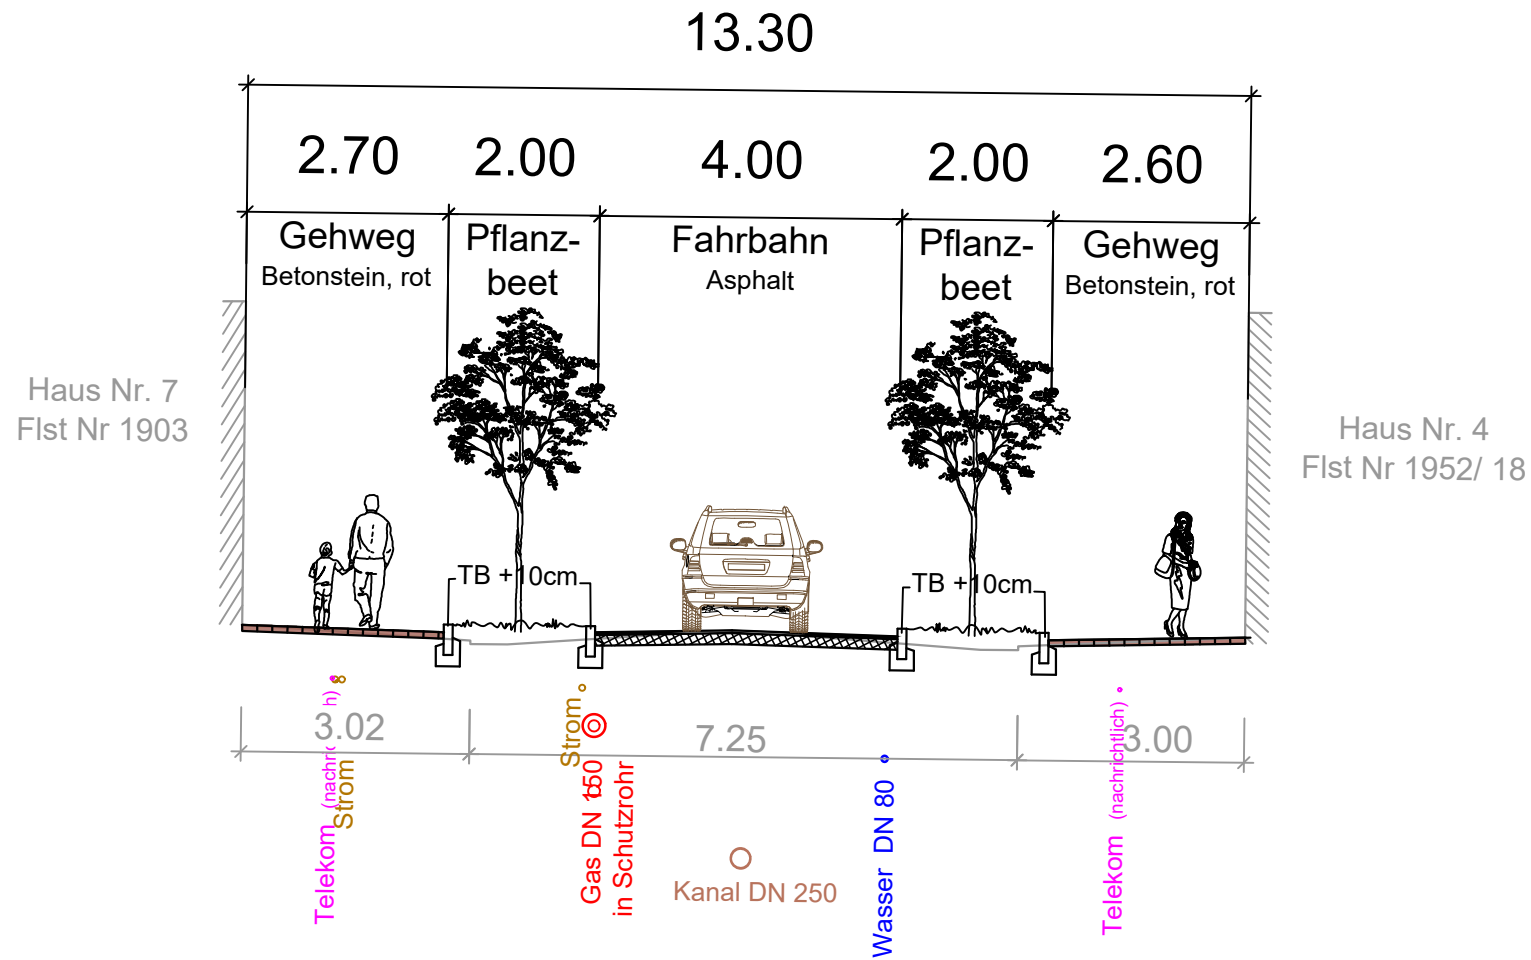 13.30
2.70
2.00
4.00
2.00
2.60
Gehweg
Betonstein, rot
Pflanz-
beet
Fahrbahn
Asphalt
Pflanz-
beet
Gehweg
Betonstein, rot
Haus Nr. 7
Flst Nr 1903
Haus Nr. 4
Flst Nr 1952/ 18
TB +10cm
TB +10cm
3.02
7.25
3.00
Telekom
Strom
Strom
Gas DN 150
in Schutzrohr
Kanal DN 250
Wasser DN 80
Telekom (nachrichtlich)